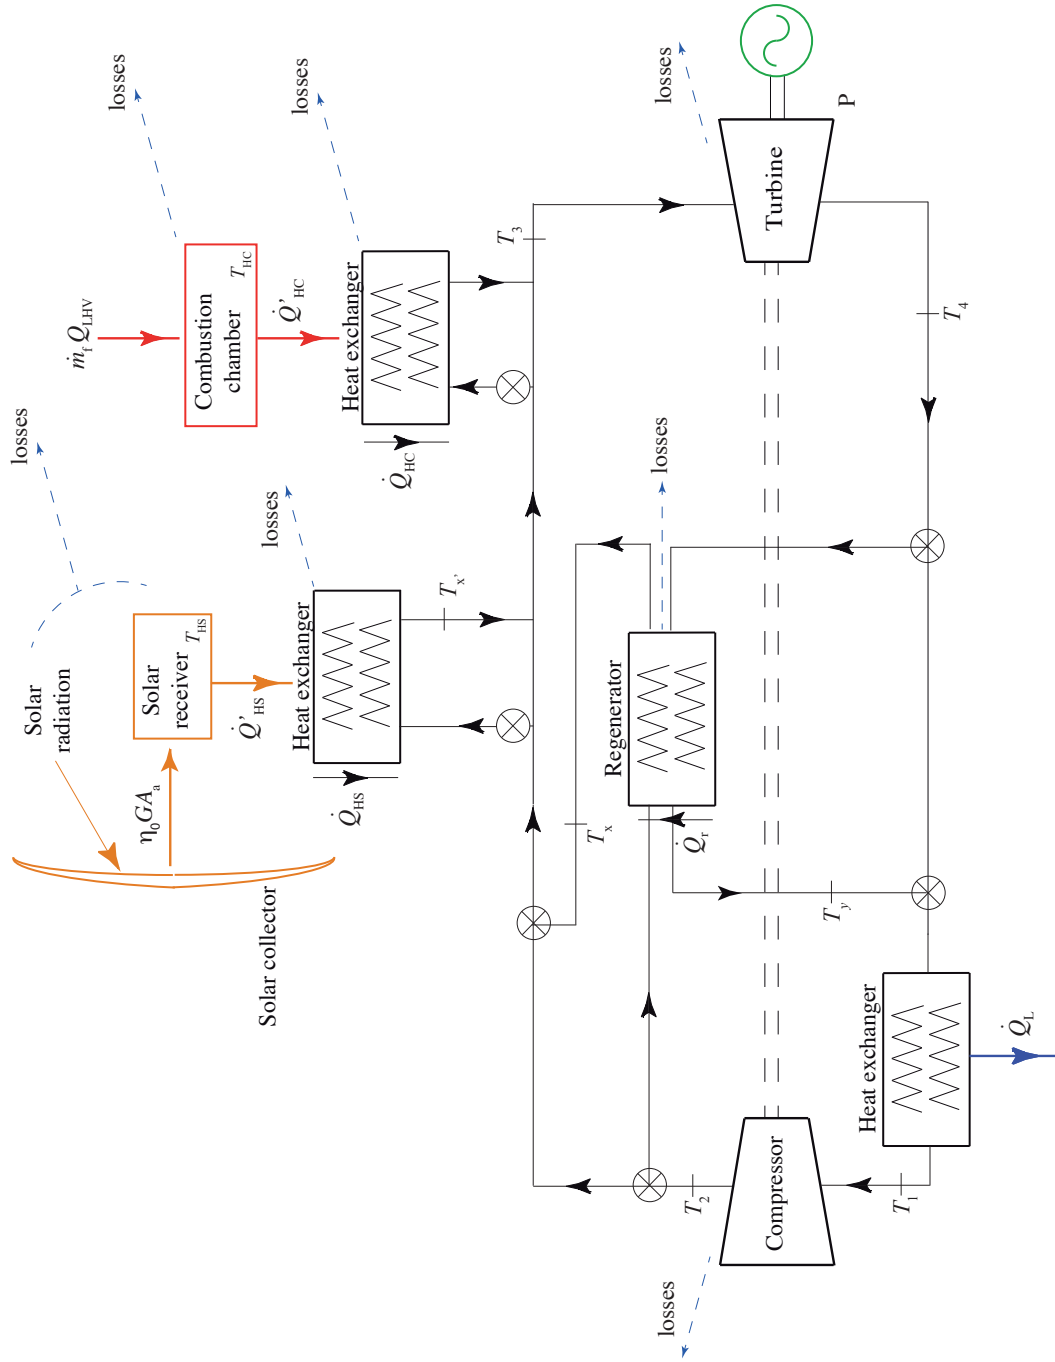 losses
losses
losses
losses
losses
losses
losses
ṁf QLHV
Combustion
chamber
THC
Q̇'HC
Heat exchanger
Q̇HC
T3
Turbine
P
T4
Solar
radiation
η0GAa
Solar collector
Solar
receiver
THS
Q̇'HS
Heat exchanger
Q̇HS
Tx'
Regenerator
Tx
Q̇r
Ty
Heat exchanger
Q̇L
Compressor
T2
T1